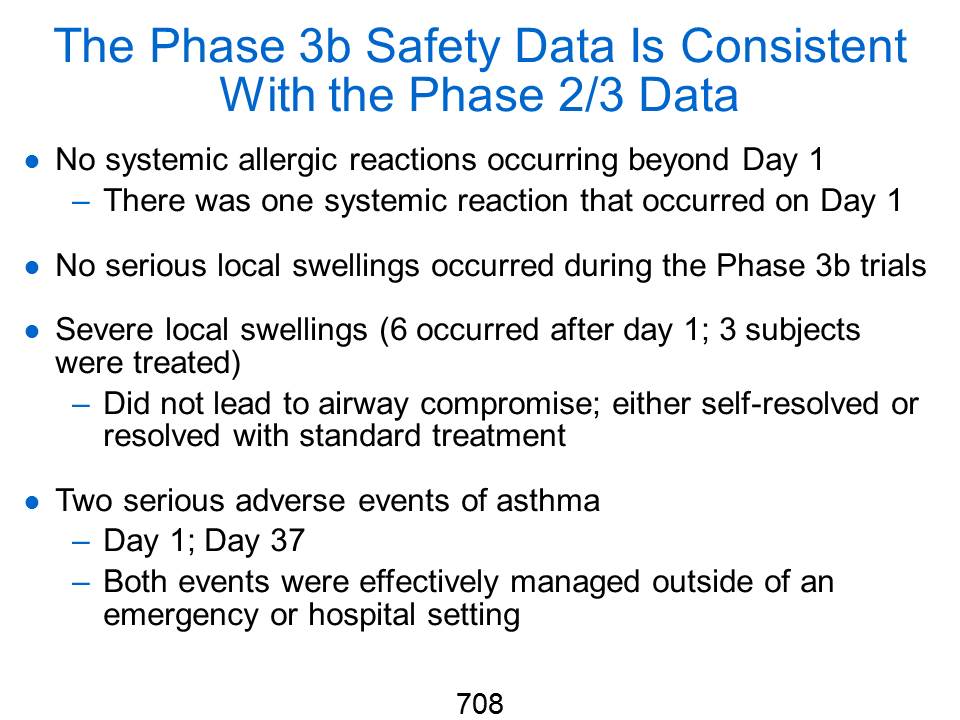 The Phase 3b Safety Data Is Consistent
With the Phase 2/3 Data
● No systemic allergic reactions occurring beyond Day 1
– There was one systemic reaction that occurred on Day 1
● No serious local swellings occurred during the Phase 3b trials
● Severe local swellings (6 occurred after day 1; 3 subjects
were treated)
– Did not lead to airway compromise; either self-resolved or
resolved with standard treatment
● Two serious adverse events of asthma
– Day 1; Day 37
– Both events were effectively managed outside of an
emergency or hospital setting
708